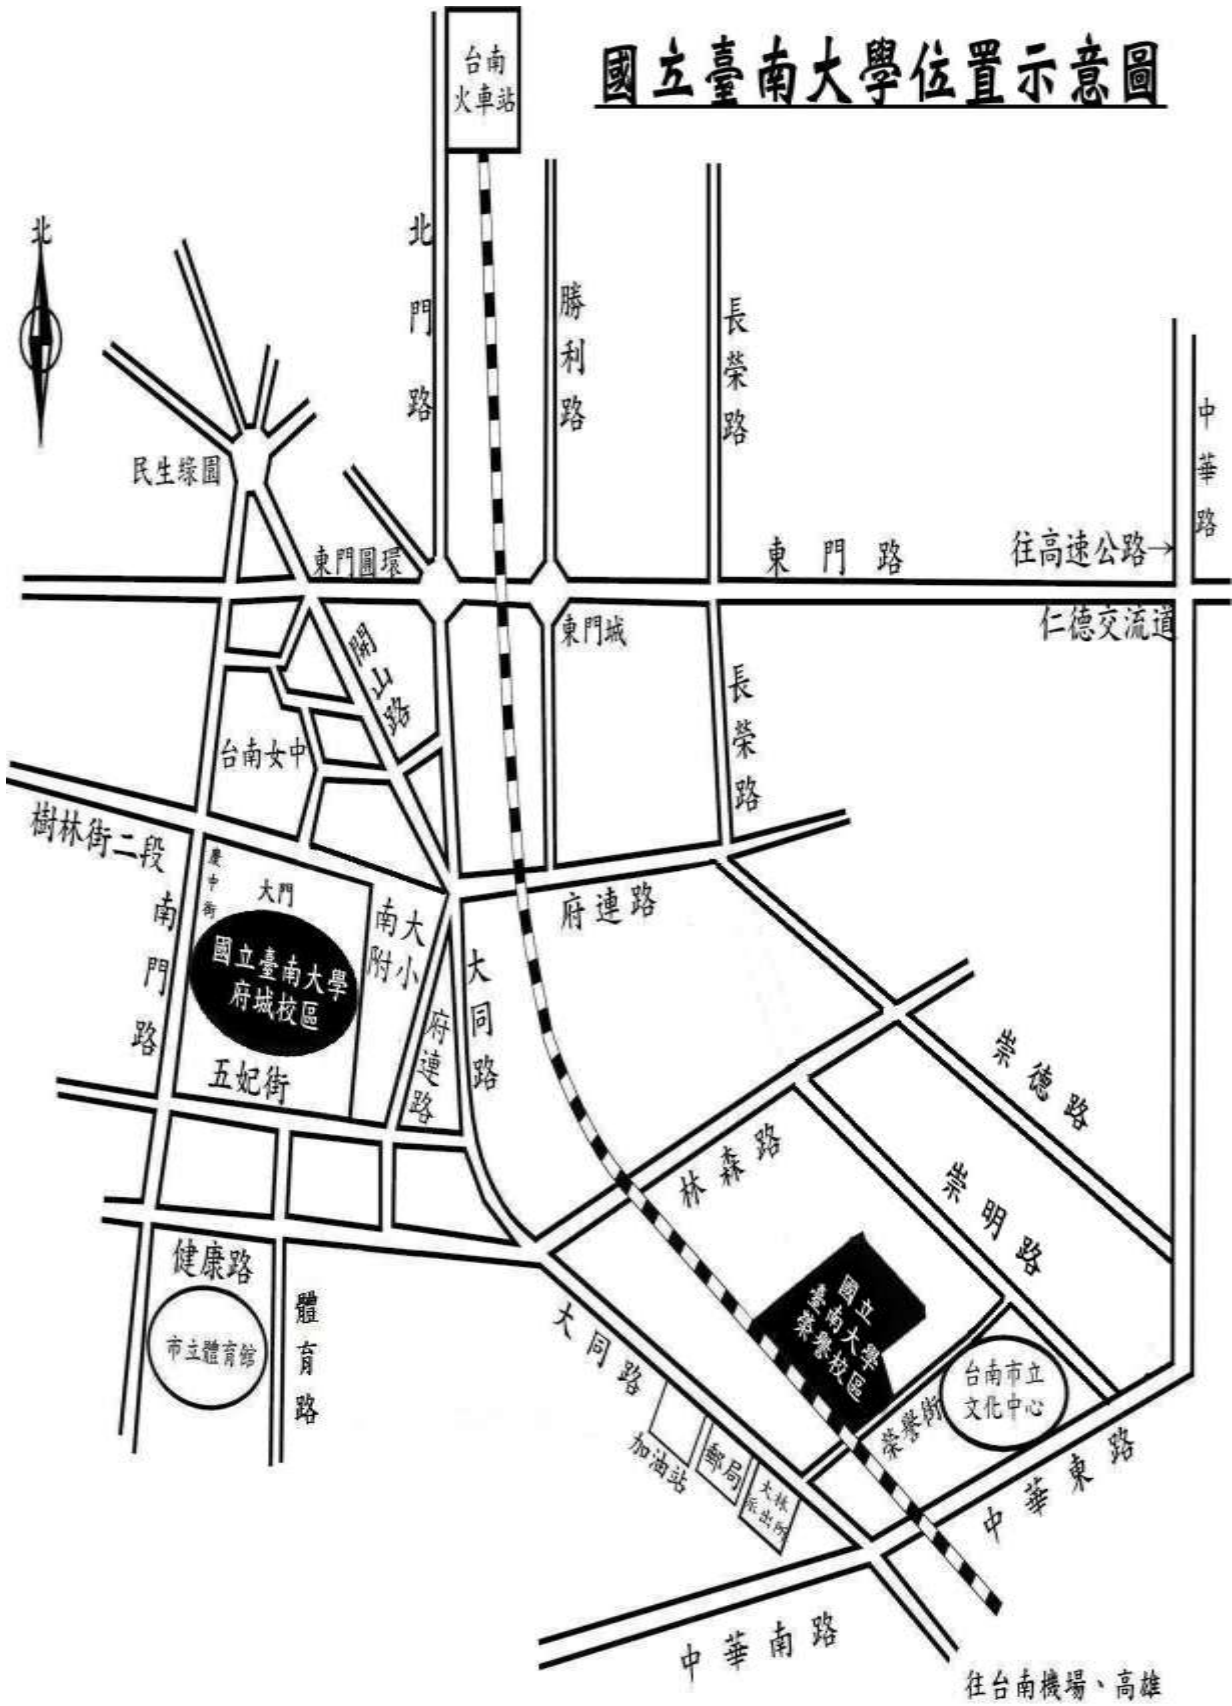 國立臺南大學位置示意圖
台南
火車站
北
北門路
勝利路
長榮路
中華路
民生綠園
東門圓環
東門路
往高速公路→
仁德交流道
東門城
開山路
長榮路
台南女中
樹林街二段
慶中街
大門
南大
附小
府連路
南門路
國立臺南大學
府城校區
大同路
府連路
五妃街
崇德路
林森路
崇明路
健康路
市立體育館
體育路
大同路
國立
臺南大學
榮譽校區
台南市立
文化中心
榮譽街
加油站
郵局
大林
派出所
中華東路
中華南路
往台南機場、高雄